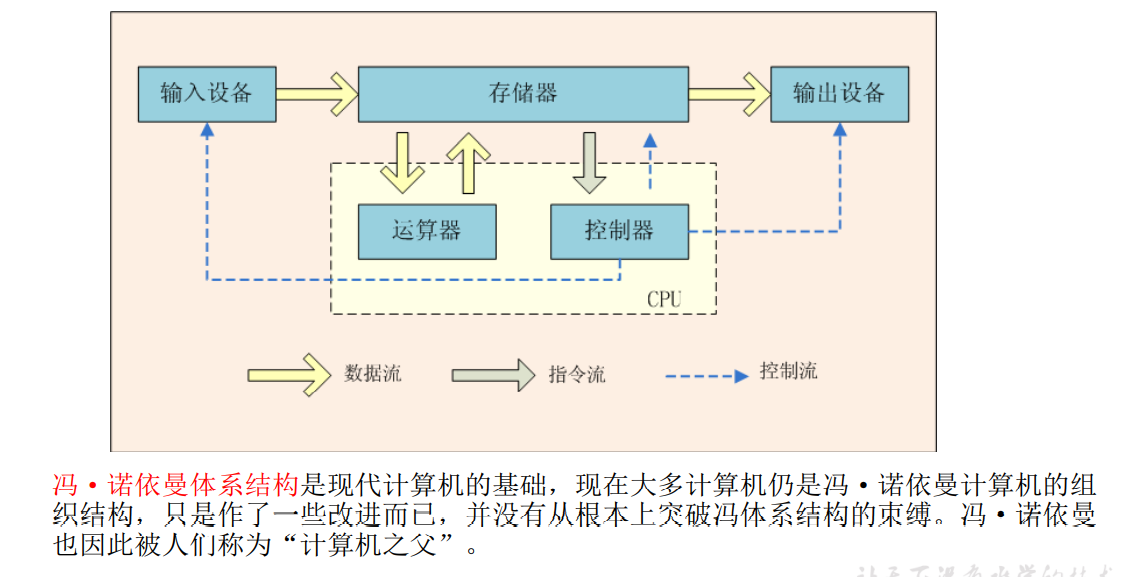 输入设备
存储器
输出设备
运算器
控制器
CPU
数据流
指令流
控制流
冯·诺依曼体系结构是现代计算机的基础，现在大多计算机仍是冯·诺依曼计算机的组
织结构，只是作了一些改进而已，并没有从根本上突破冯体系结构的束缚。冯·诺依曼
也因此被人们称为“计算机之父”。